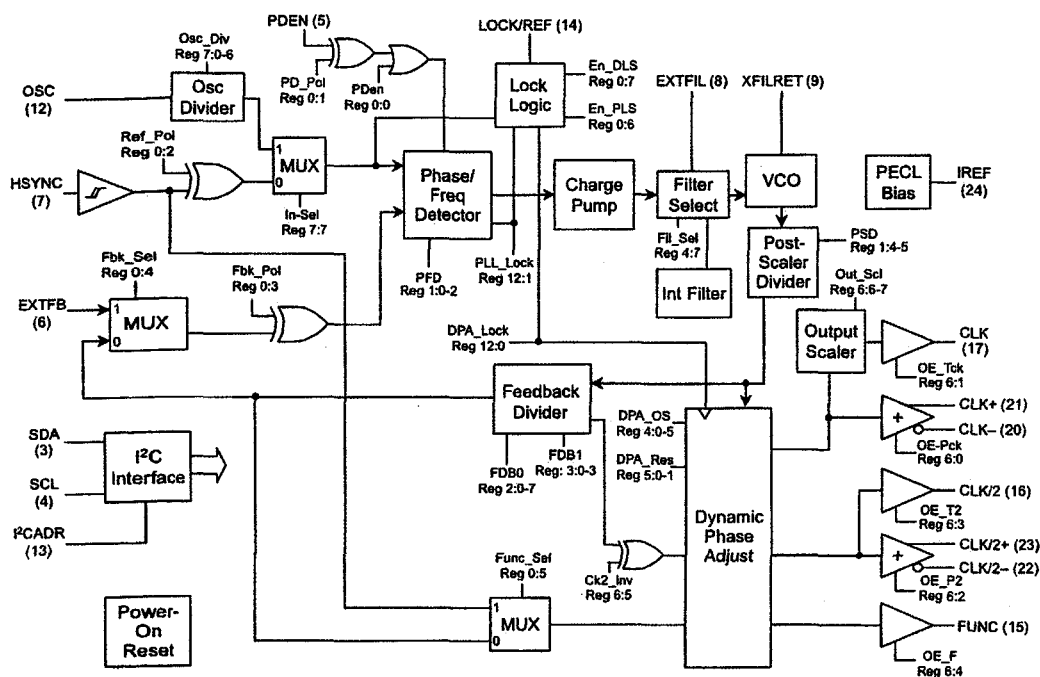 PDEN (5)
LOCK/REF (14)
Osc_Div
Reg 7:0-6
En_DLS
Reg 0:7
EXTFIL (8)
XFILRET (9)
OSC
(12)
Osc
Divider
PD_Pol
Reg 0:1
PDen
Reg 0:0
Lock
Logic
En_PLS
Reg 0:6
Ref_Pol
Reg 0:2
1
MUX
0
HSYNC
(7)
In-Sel
Reg 7:7
Phase/
Freq
Detector
Charge
Pump
Filter
Select
VCO
PECL
Bias
IREF
(24)
Fil_Sel
Reg 4:7
Post-
Scaler
Divider
PSD
Reg 1:4-5
Fbk_Sel
Reg 0:4
Fbk_Pol
Reg 0:3
PFD
Reg 1:0-2
PLL_Lock
Reg 12:1
Int Filter
Out_Scl
Reg 6:6-7
EXTFB
(6)
1
MUX
0
DPA_Lock
Reg 12:0
Output
Scaler
CLK
(17)
OE_Tck
Reg 6:1
Feedback
Divider
DPA_OS
Reg 4:0-5
+
CLK+ (21)
CLK– (20)
OE-Pck
Reg 6:0
SDA
(3)
I²C
Interface
SCL
(4)
FDB0
Reg 2:0-7
FDB1
Reg: 3:0-3
DPA_Res
Reg 5:0-1
CLK/2 (16)
OE_T2
Reg 6:3
I²CADR
(13)
Dynamic
Phase
Adjust
+
CLK/2+ (23)
CLK/2– (22)
OE_P2
Reg 6:2
Func_Sel
Reg 0:5
Ck2_Inv
Reg 6:5
Power-
On
Reset
1
MUX
0
FUNC (15)
OE_F
Reg 6:4